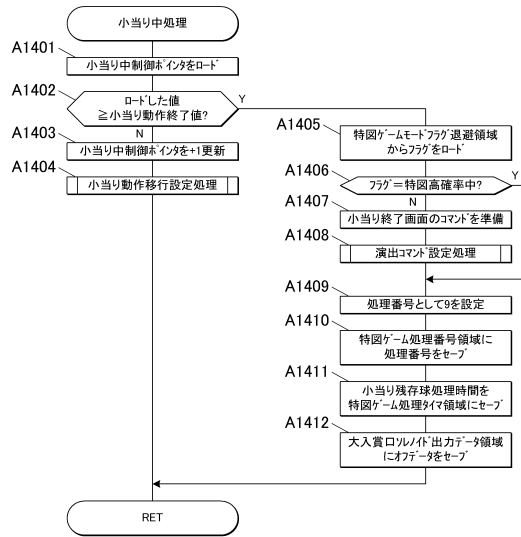 小当り中処理
A1401
小当り中制御ﾎﾟｲﾝﾀをﾛｰﾄﾞ
A1402
ﾛｰﾄﾞした値
≧小当り動作終了値?
Y
N
A1403
小当り中制御ﾎﾟｲﾝﾀを+1更新
A1404
小当り動作移行設定処理
A1405
特図ｹﾞｰﾑﾓｰﾄﾞﾌﾗｸﾞ退避領域
からﾌﾗｸﾞをﾛｰﾄﾞ
A1406
ﾌﾗｸﾞ=特図高確率中?
Y
N
A1407
小当り終了画面のｺﾏﾝﾄﾞを準備
A1408
演出ｺﾏﾝﾄﾞ設定処理
A1409
処理番号として9を設定
A1410
特図ｹﾞｰﾑ処理番号領域に
処理番号をｾｰﾌﾞ
A1411
小当り残存球処理時間を
特図ｹﾞｰﾑ処理ﾀｲﾏ領域にｾｰﾌﾞ
A1412
大入賞口ｿﾚﾉｲﾄﾞ出力ﾃﾞｰﾀ領域
にｵﾌﾃﾞｰﾀをｾｰﾌﾞ
RET